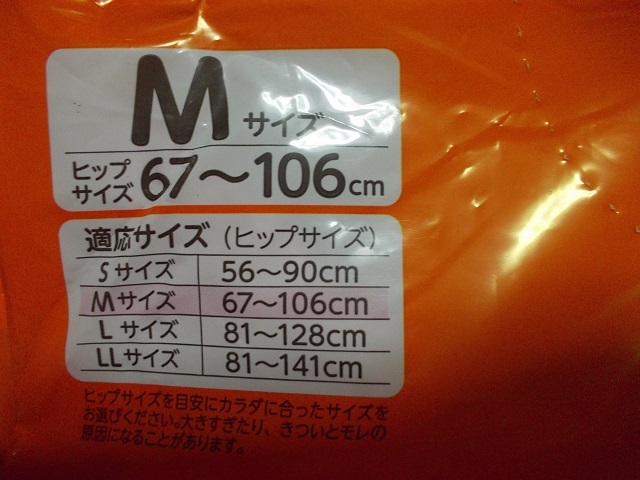 Mサイズ
ヒップサイズ 67〜106cm
適応サイズ（ヒップサイズ）
Sサイズ 56〜90cm
Mサイズ 67〜106cm
Lサイズ 81〜128cm
LLサイズ 81〜141cm
ヒップサイズを目安にカラダに合ったサイズを
お選びください。大きすぎたり、きついとモレの
原因になることがあります。